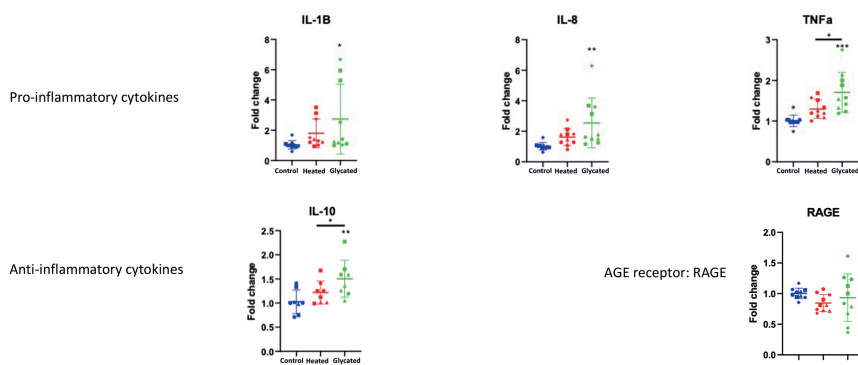 IL-1B
IL-8
TNFa
Pro-inflammatory cytokines
Fold change
8
6
4
2
0
*
Control Heated Glycated
Fold change
8
6
4
2
0
**
Control Heated Glycated
Fold change
3
2
1
0
*
***
Control Heated Glycated
IL-10
RAGE
Anti-inflammatory cytokines
Fold change
2.5
2.0
1.5
1.0
0.5
0.0
*
**
Control Heated Glycated
AGE receptor: RAGE
Fold change
2.0
1.5
1.0
0.5
0.0